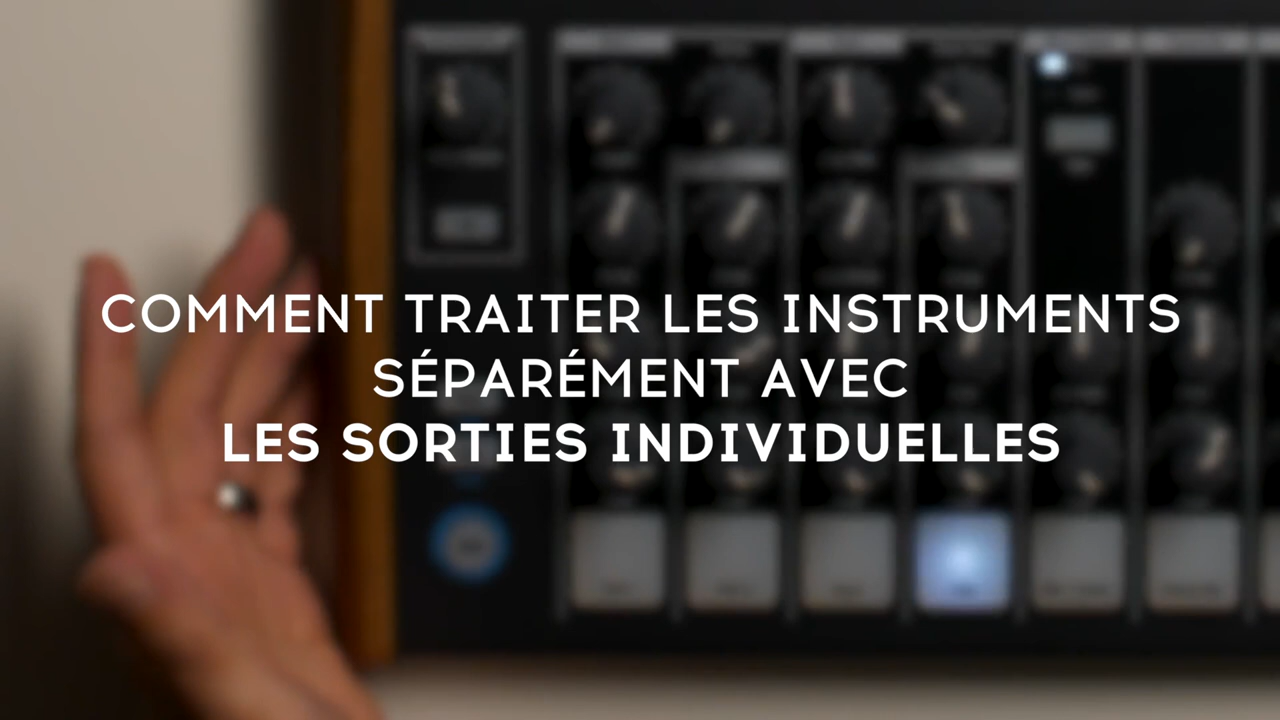 COMMENT TRAITER LES INSTRUMENTS
SÉPARÉMENT AVEC
LES SORTIES INDIVIDUELLES